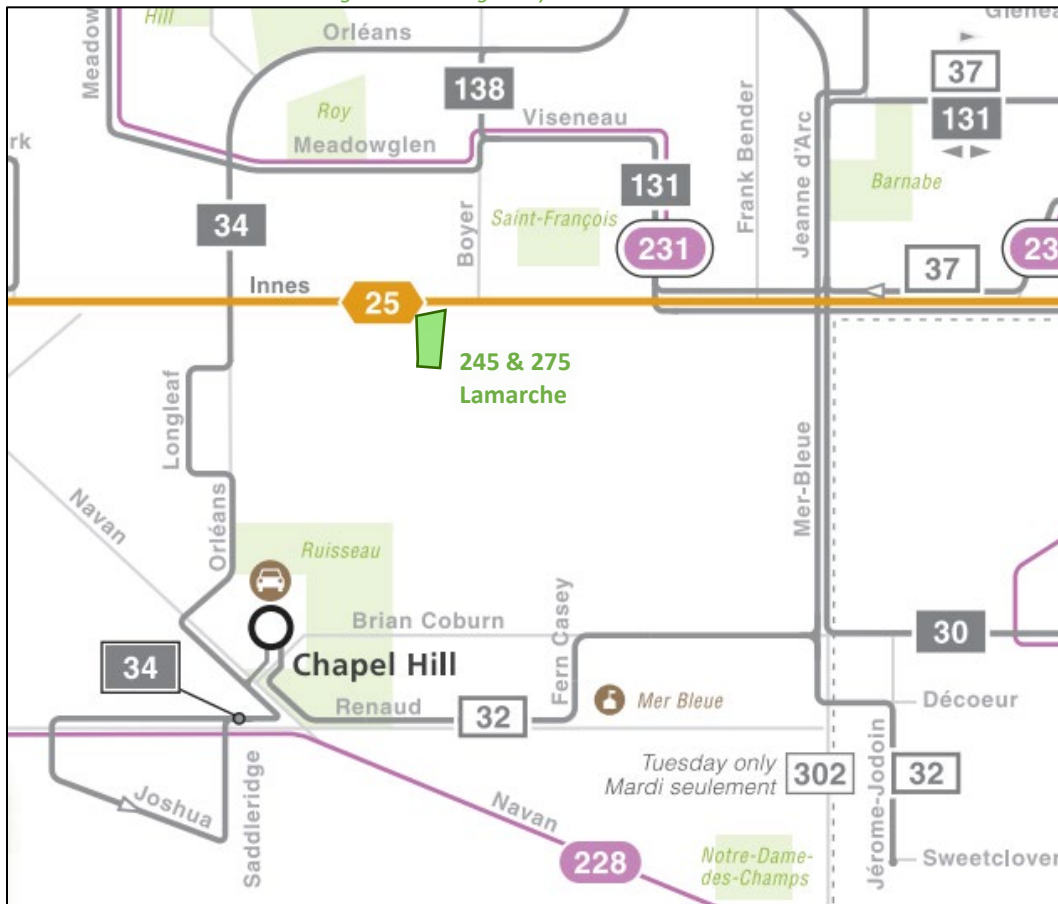 Hill
Orléans
Glenea
Meadow
138
37
Roy
Viseneau
131
Meadowglen
rk
Frank Bender
Jeanne d'Arc
Barnabe
131
34
Saint-François
Boyer
231
23
37
Innes
25
245 & 275
Lamarche
Longleaf
Mer-Bleue
Navan
Orléans
Ruisseau
Brian Coburn
Fern Casey
30
34
Chapel Hill
Renaud
32
Mer Bleue
Décoeur
Tuesday only
Mardi seulement
302
32
Jérome-Jodoin
Joshua
Saddleridge
Navan
228
Notre-Dame-
des-Champs
Sweetclover